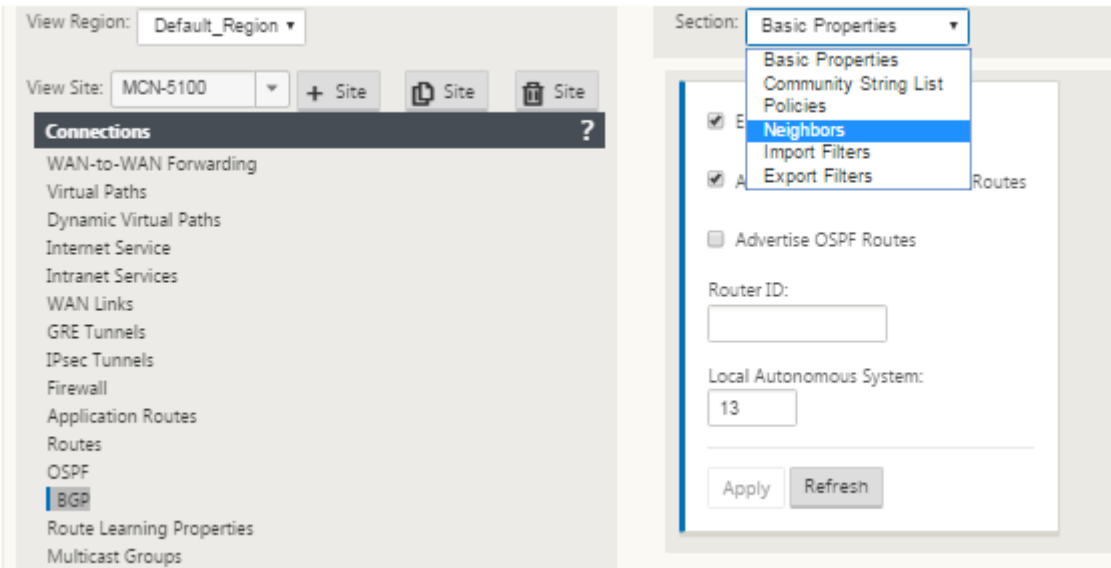 View Region: Default_Region
View Site: MCN-5100 + Site Site Site
Connections ?
WAN-to-WAN Forwarding
Virtual Paths
Dynamic Virtual Paths
Internet Service
Intranet Services
WAN Links
GRE Tunnels
IPsec Tunnels
Firewall
Application Routes
Routes
OSPF
BGP
Route Learning Properties
Multicast Groups
Section: Basic Properties
Basic Properties
Community String List
Policies
Neighbors
Import Filters
Export Filters
E
A Routes
Advertise OSPF Routes
Router ID:
Local Autonomous System:
13
Apply Refresh